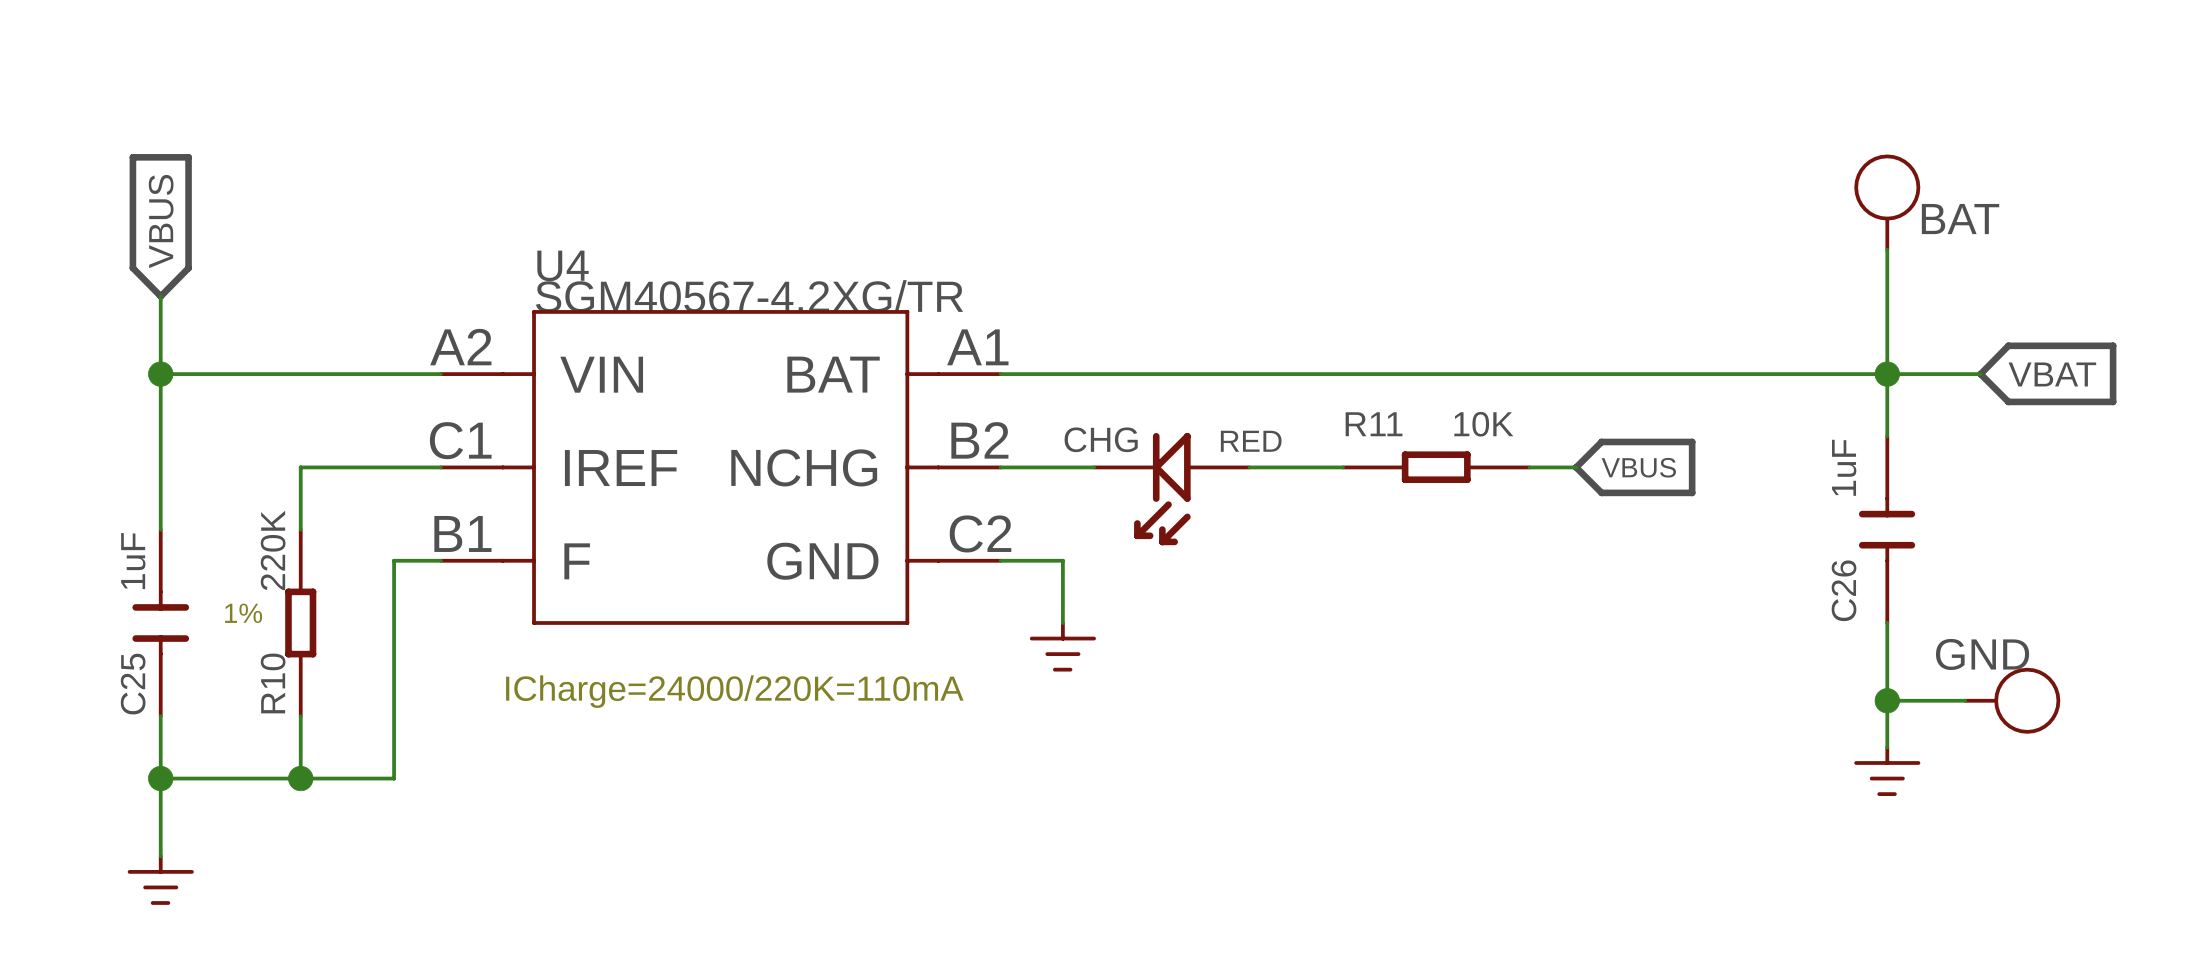 VBUS
1uF
C25
1%
220K
R10
U4
SGM40567-4.2XG/TR
A2
VIN
BAT
A1
C1
IREF
NCHG
B2
B1
F
GND
C2
ICharge=24000/220K=110mA
CHG
RED
R11
10K
VBUS
BAT
VBAT
1uF
C26
GND